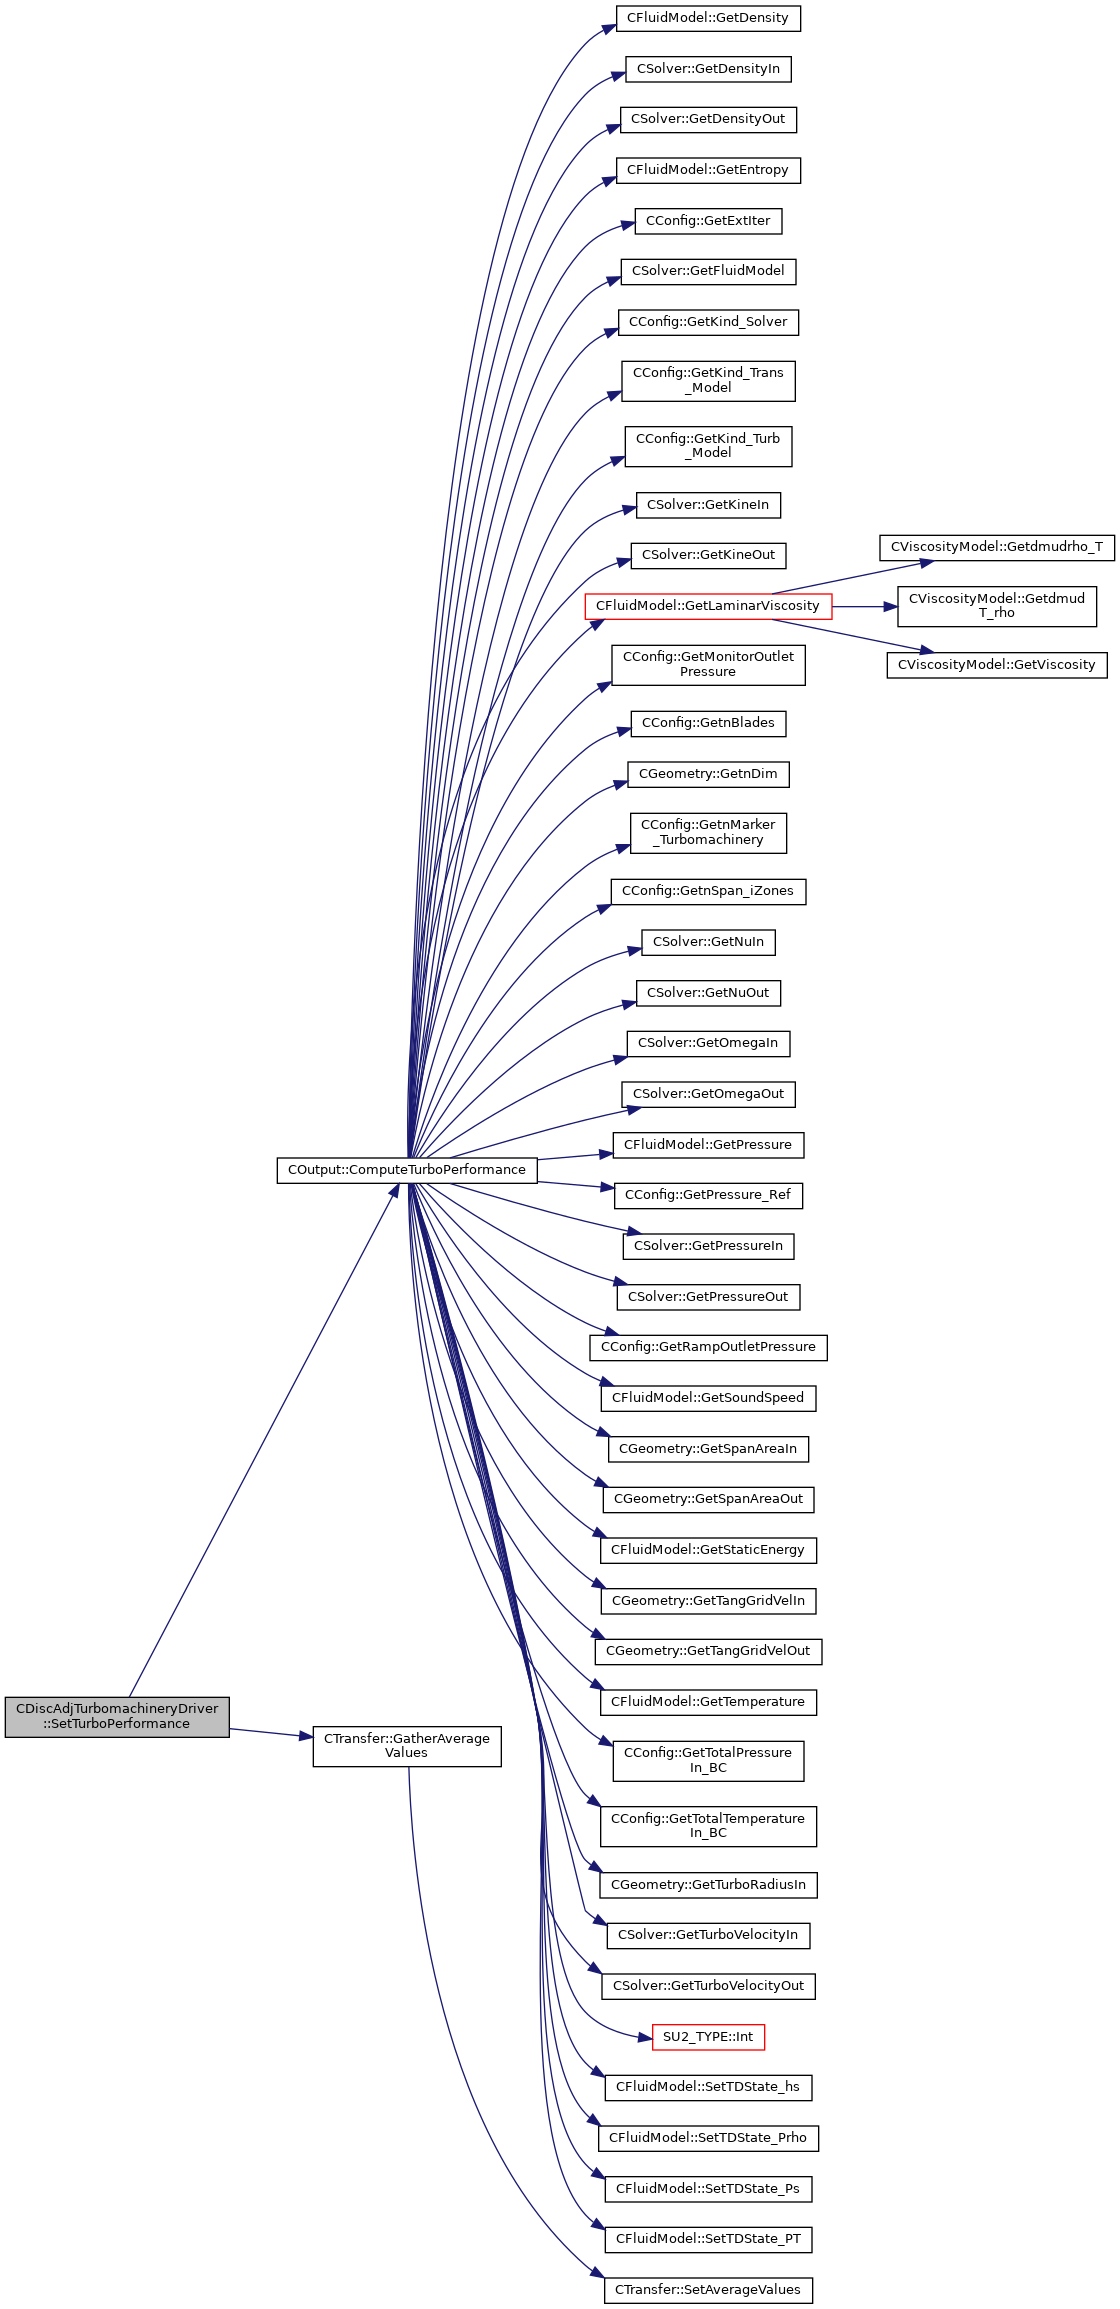 CFluidModel::GetDensity
CSolver::GetDensityIn
CSolver::GetDensityOut
CFluidModel::GetEntropy
CConfig::GetExtIter
CSolver::GetFluidModel
CConfig::GetKind_Solver
CConfig::GetKind_Trans
_Model
CConfig::GetKind_Turb
_Model
CSolver::GetKineIn
CSolver::GetKineOut
CFluidModel::GetLaminarViscosity
CViscosityModel::Getdmudrho_T
CViscosityModel::Getdmud
T_rho
CViscosityModel::GetViscosity
CConfig::GetMonitorOutlet
Pressure
CConfig::GetnBlades
CGeometry::GetnDim
CConfig::GetnMarker
_Turbomachinery
CConfig::GetnSpan_iZones
CSolver::GetNuIn
CSolver::GetNuOut
CSolver::GetOmegaIn
CSolver::GetOmegaOut
CFluidModel::GetPressure
COutput::ComputeTurboPerformance
CConfig::GetPressure_Ref
CSolver::GetPressureIn
CSolver::GetPressureOut
CConfig::GetRampOutletPressure
CFluidModel::GetSoundSpeed
CGeometry::GetSpanAreaIn
CGeometry::GetSpanAreaOut
CFluidModel::GetStaticEnergy
CGeometry::GetTangGridVelIn
CGeometry::GetTangGridVelOut
CFluidModel::GetTemperature
CDiscAdjTurbomachineryDriver
::SetTurboPerformance
CTransfer::GatherAverage
Values
CConfig::GetTotalPressure
In_BC
CConfig::GetTotalTemperature
In_BC
CGeometry::GetTurboRadiusIn
CSolver::GetTurboVelocityIn
CSolver::GetTurboVelocityOut
SU2_TYPE::Int
CFluidModel::SetTDState_hs
CFluidModel::SetTDState_Prho
CFluidModel::SetTDState_Ps
CFluidModel::SetTDState_PT
CTransfer::SetAverageValues